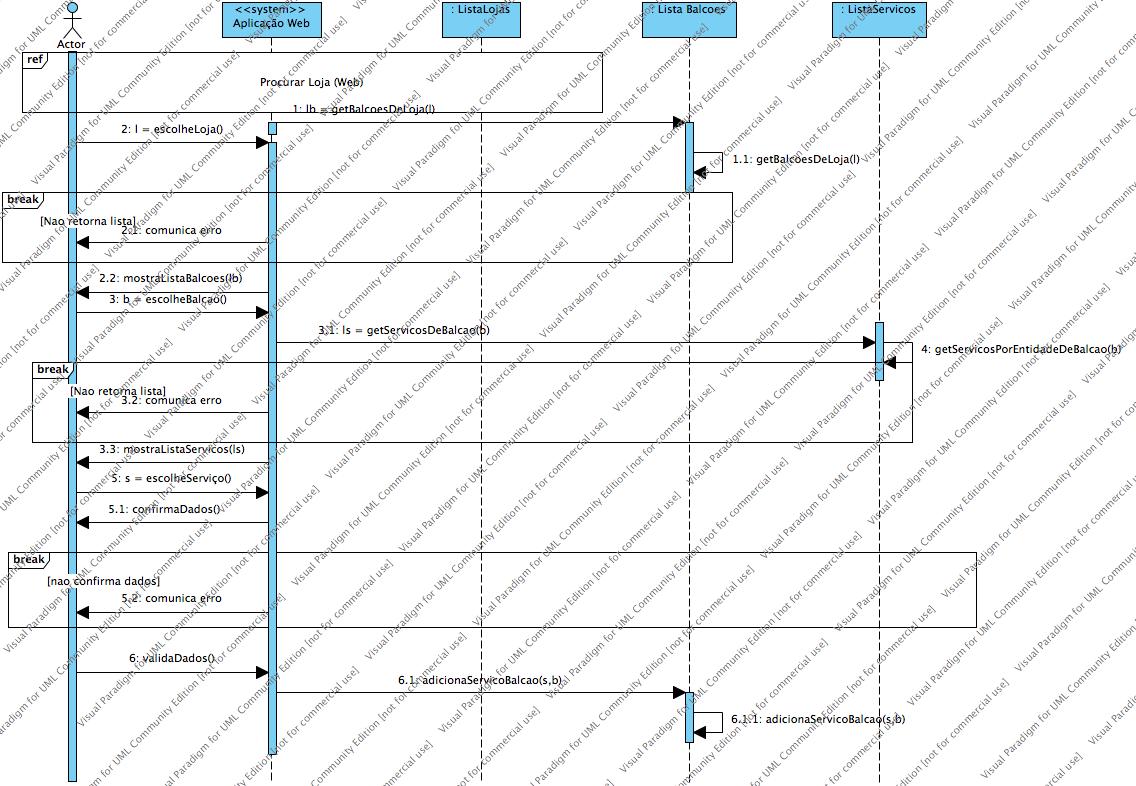 <<system>>
Aplicação Web
: ListaLojas
Lista Balcoes
: ListaServicos
Actor
ref
Procurar Loja (Web)
1: lb = getBalcoesDeLoja(l)
2: l = escolheLoja()
1.1: getBalcoesDeLoja(l)
break
[Nao retorna lista]
2.1: comunica erro
2.2: mostraListaBalcoes(lb)
3: b = escolheBalcao()
3.1: ls = getServicosDeBalcao(b)
4: getServicosPorEntidadeDeBalcao(b)
break
[Nao retorna lista]
3.2: comunica erro
3.3: mostraListaServicos(ls)
5: s = escolheServiço()
5.1: confirmaDados()
break
[nao confirma dados]
5.2: comunica erro
6: validaDados()
6.1: adicionaServicoBalcao(s,b)
6.1.1: adicionaServicoBalcao(s,b)
Visual Paradigm for UML Community Edition [not for commercial use]